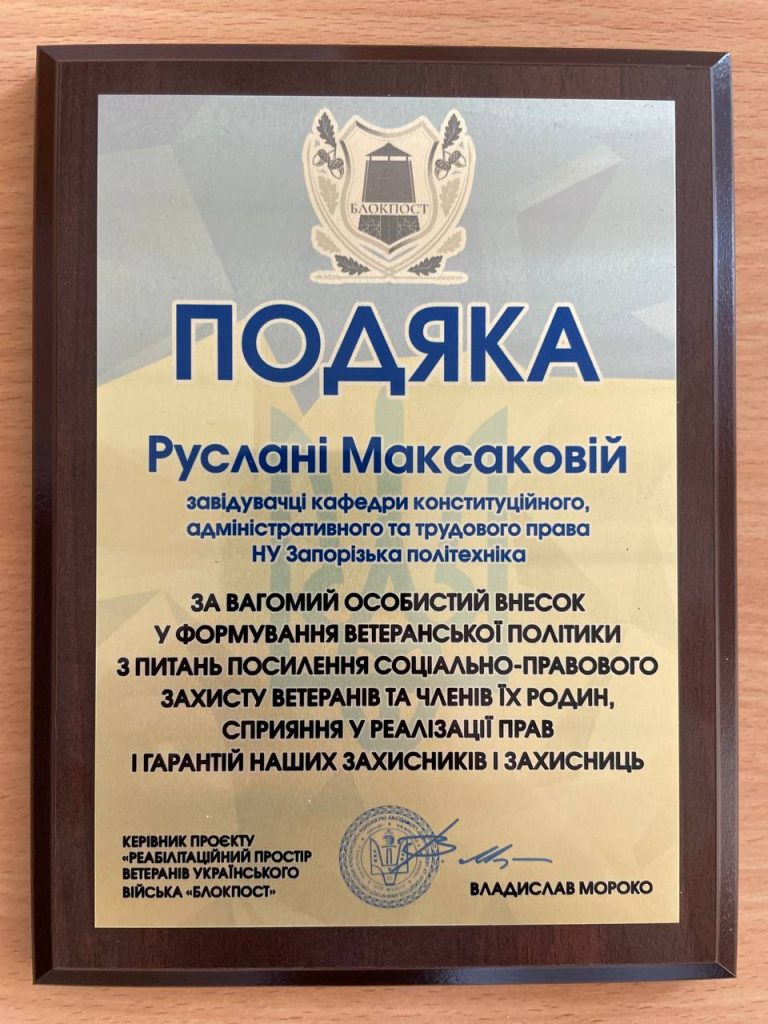 БЛОКПОСТ
ПОДЯКА
Руслані Максаковій
завідувачці кафедри конституційного,
адміністративного та трудового права
НУ Запорізька політехніка
ЗА ВАГОМИЙ ОСОБИСТИЙ ВНЕСОК
У ФОРМУВАННЯ ВЕТЕРАНСЬКОЇ ПОЛІТИКИ
З ПИТАНЬ ПОСИЛЕННЯ СОЦІАЛЬНО-ПРАВОВОГО
ЗАХИСТУ ВЕТЕРАНІВ ТА ЧЛЕНІВ ЇХ РОДИН,
СПРИЯННЯ У РЕАЛІЗАЦІЇ ПРАВ
І ГАРАНТІЙ НАШИХ ЗАХИСНИКІВ І ЗАХИСНИЦЬ
КЕРІВНИК ПРОЄКТУ
«РЕАБІЛІТАЦІЙНИЙ ПРОСТІР
ВЕТЕРАНІВ УКРАЇНСЬКОГО
ВІЙСЬКА «БЛОКПОСТ»
ВЛАДИСЛАВ МОРОКО